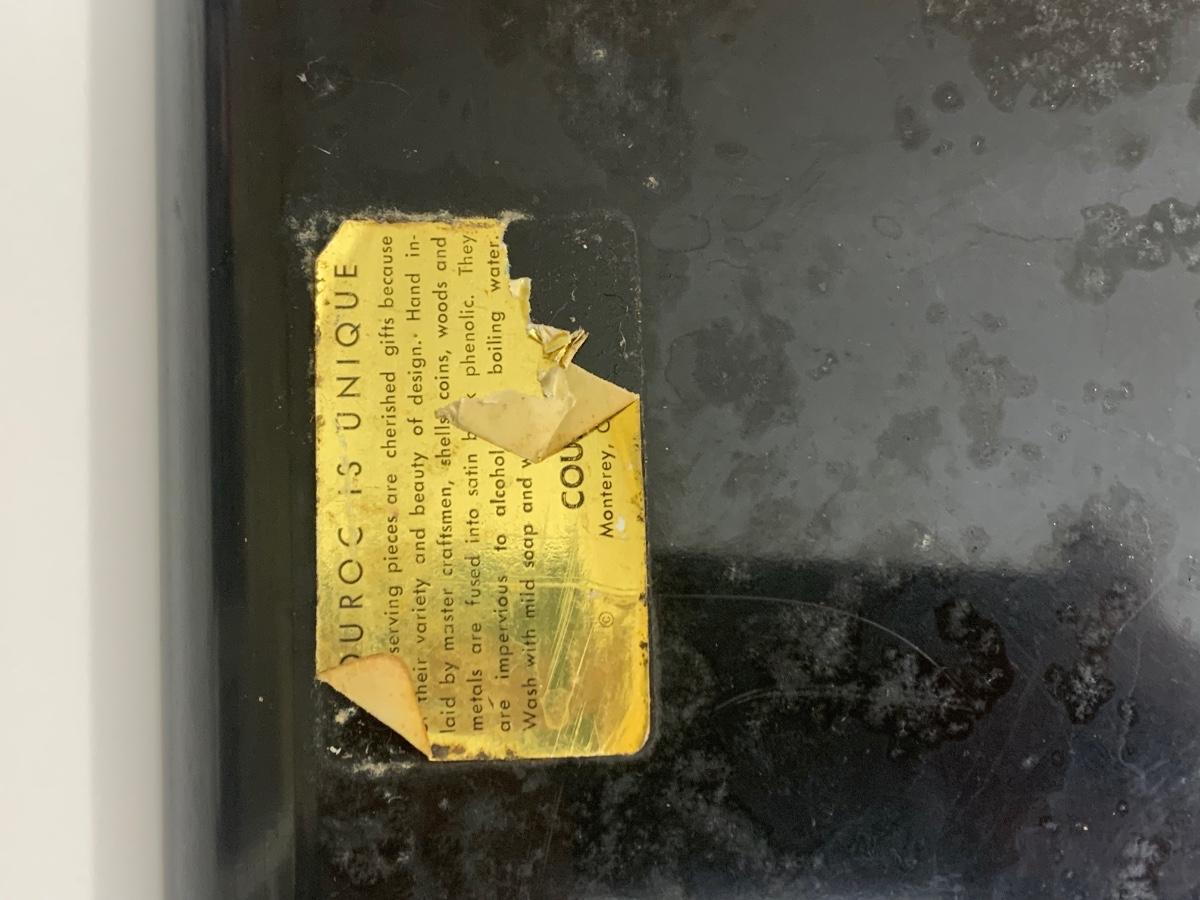 OUROC IS UNIQUE
serving pieces are cherished gifts because
their variety and beauty of design. Hand in-
laid by master craftsmen, shells coins, woods and
metals are fused into satin b k phenolic. They
are impervious to alcohol boiling water.
Wash with mild soap and w
COU
© Monterey, C